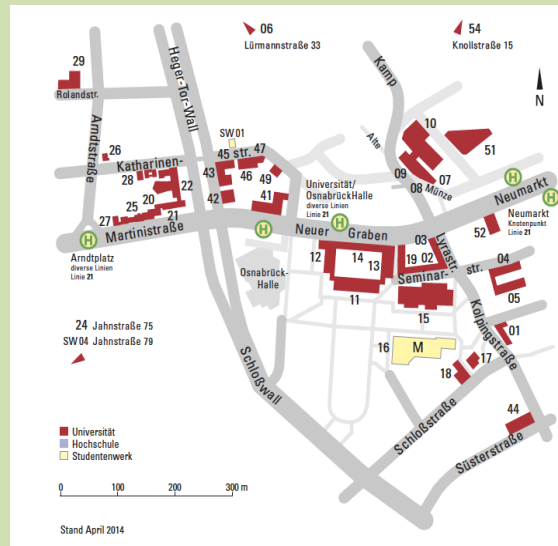 06
Lürmannstraße 33
54
Knollstraße 15
N
29
Rolandstr.
Arndtstraße
Heger-Tor-Wall
Kamp
26
Katharinen-
str.
SW 01
45
47
43
46
49
42
41
28
22
20
25
27
21
Martinistraße
H
Arndtplatz
diverse Linien
Linie 21
Universität/
OsnabrückHalle
diverse Linien
Linie 21
H
H
Neuer Graben
Osnabrück-
Halle
10
51
09
07
08
Alte Münze
H
Neumarkt
Neumarkt
Knotenpunkt
Linie 21
52
03
Lyrastr.
04
12
14
13
19
02
Seminar-
str.
11
15
05
Kolpingstraße
01
16
M
17
18
24 Jahnstraße 75
SW 04 Jahnstraße 79
Schloßwall
Schloßstraße
44
Süsterstraße
Universität
Hochschule
Studentenwerk
0
100
200
300 m
Stand April 2014